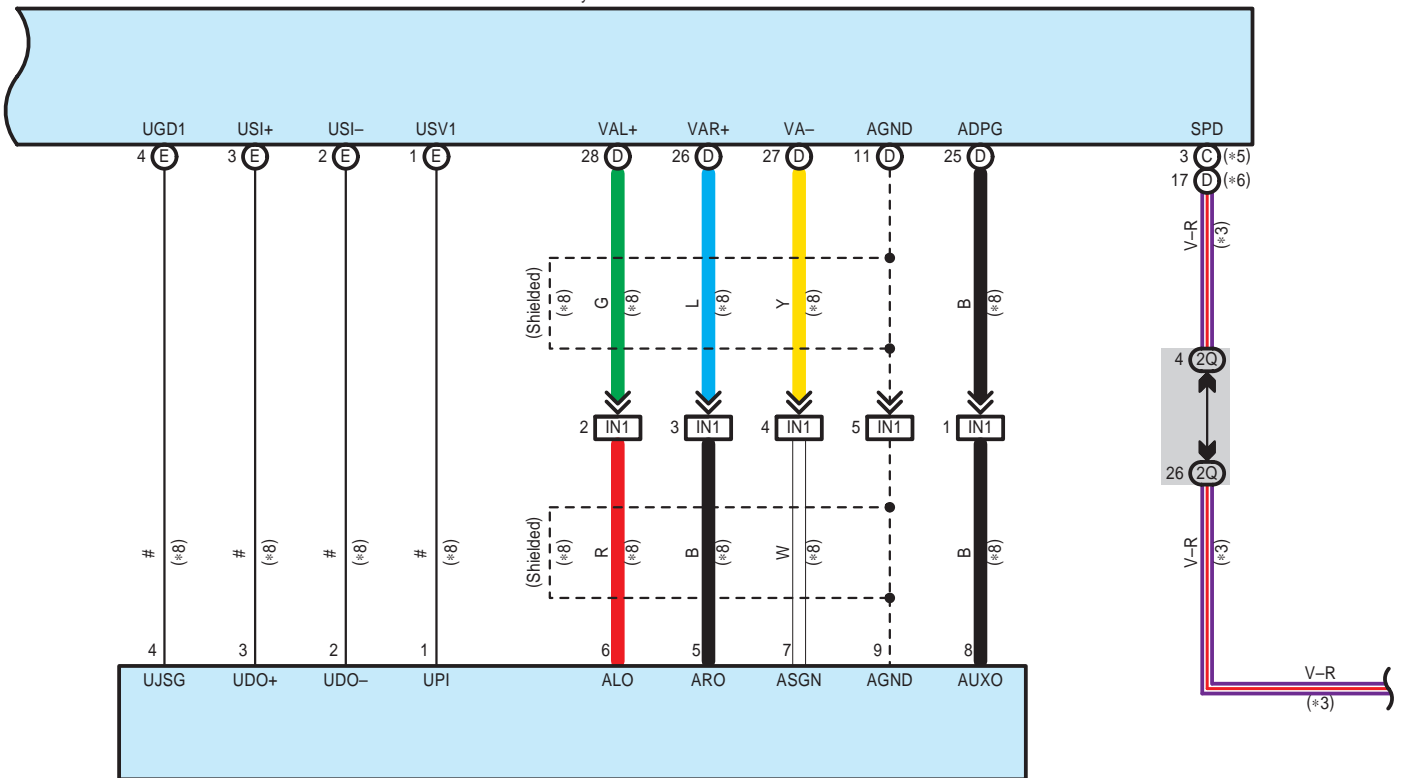 UGD1 USI+ USI– USV1 VAL+ VAR+ VA– AGND ADPG SPD
4 E 3 E 2 E 1 E 28 D 26 D 27 D 11 D 25 D 3 C (*5)
17 D (*6)
V–R (*3)
(Shielded) (*8) G (*8) L (*8) Y (*8) B (*8)
4 2Q
2 IN1 3 IN1 4 IN1 5 IN1 1 IN1
26 2Q
# (*8) # (*8) # (*8) # (*8) (Shielded) (*8) R (*8) B (*8) W (*8) B (*8) V–R (*3)
4 3 2 1 6 5 7 9 8
UJSG UDO+ UDO– UPI ALO ARO ASGN AGND AUXO
V–R
(*3)